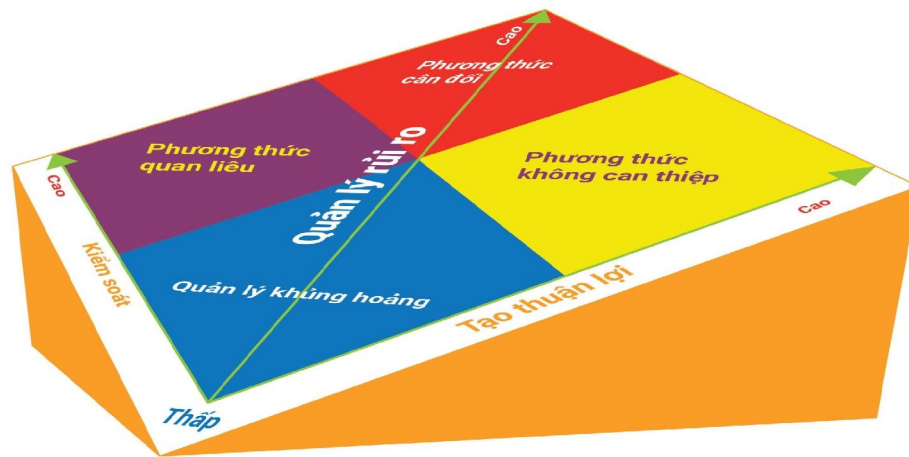 Cao
Phương thức
cân đối
Phương thức
quan liêu
Quản lý rủi ro
Phương thức
không can thiệp
Cao
Cao
Kiểm soát
Quản lý khủng hoảng
Tạo thuận lợi
Thấp